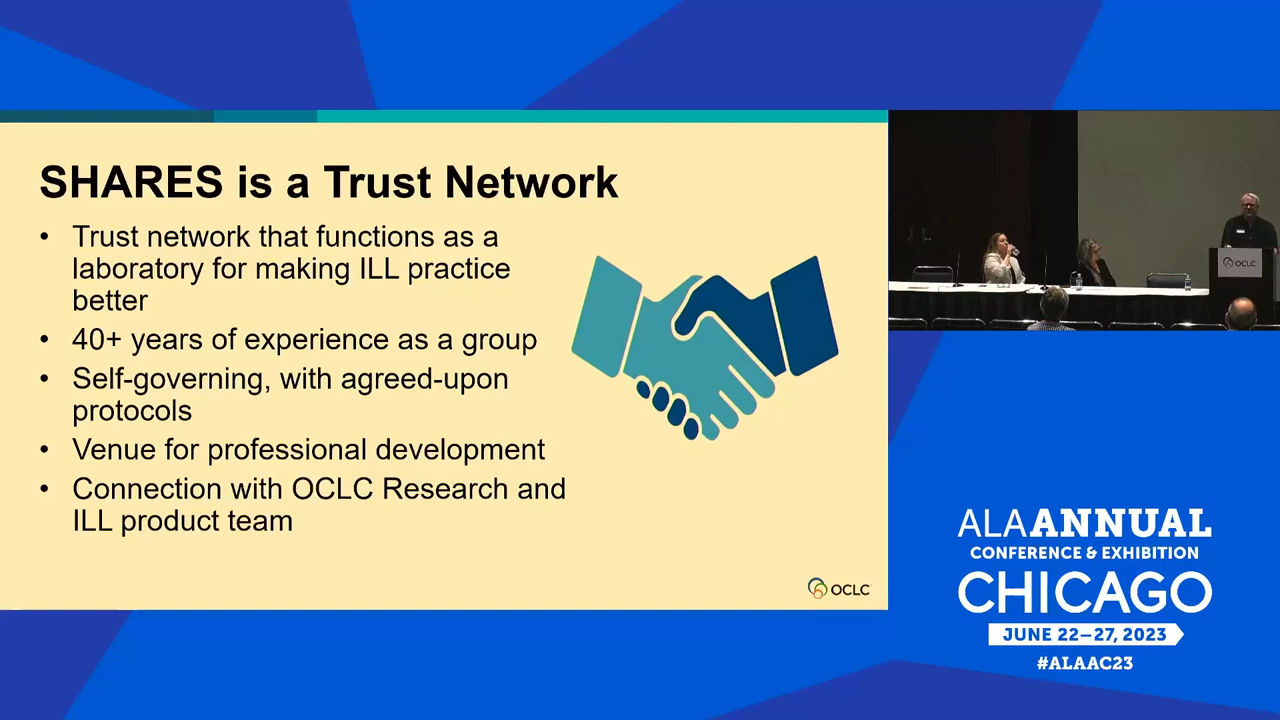 SHARES is a Trust Network
• Trust network that functions as a
laboratory for making ILL practice
better
• 40+ years of experience as a group
• Self-governing, with agreed-upon
protocols
• Venue for professional development
• Connection with OCLC Research and
ILL product team
OCLC
OCLC
ALA ANNUAL
CONFERENCE & EXHIBITION
CHICAGO
JUNE 22–27, 2023
#ALAAC23